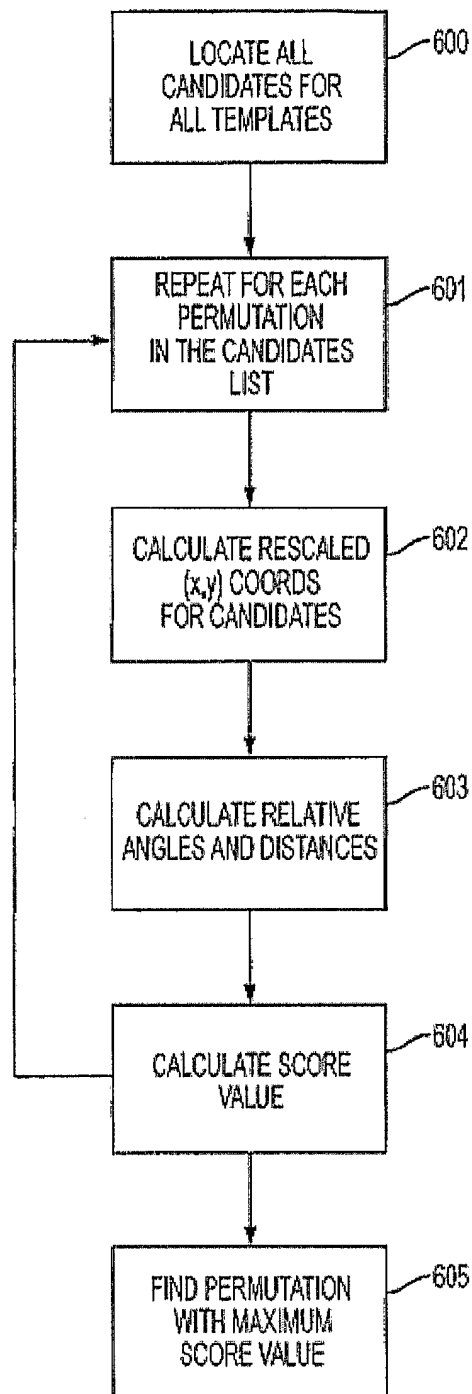 LOCATE ALL
CANDIDATES FOR
ALL TEMPLATES
600
REPEAT FOR EACH
PERMUTATION
IN THE CANDIDATES
LIST
601
CALCULATE RESCALED
(x,y) COORDS
FOR CANDIDATES
602
CALCULATE RELATIVE
ANGLES AND DISTANCES
603
CALCULATE SCORE
VALUE
604
FIND PERMUTATION
WITH MAXIMUM
SCORE VALUE
605